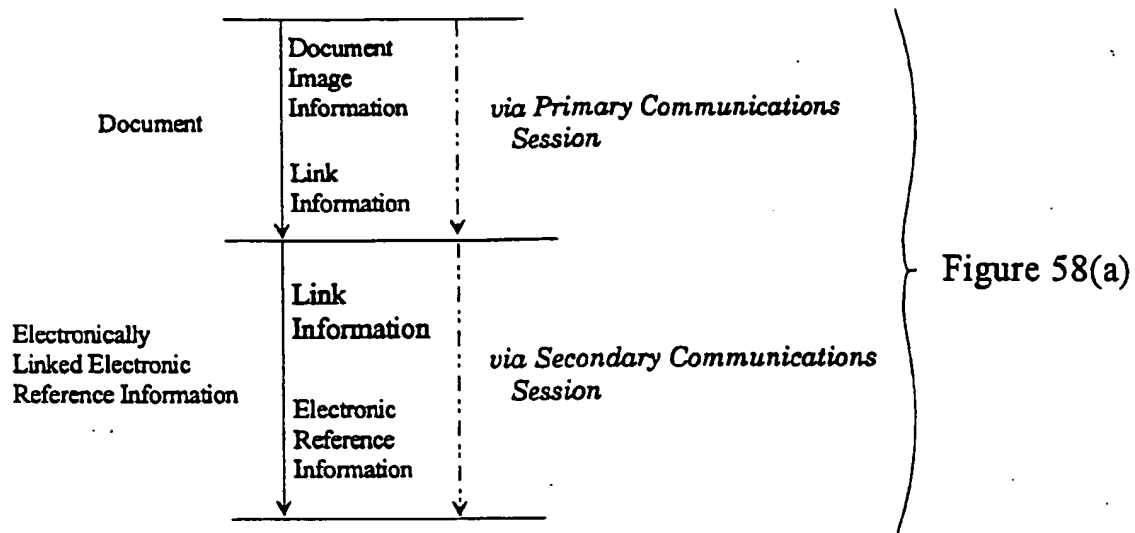 Document
Document
Image
Information
Link
Information
via Primary Communications
Session
Electronically
Linked Electronic
Reference Information
Link
Information
Electronic
Reference
Information
via Secondary Communications
Session
Figure 58(a)